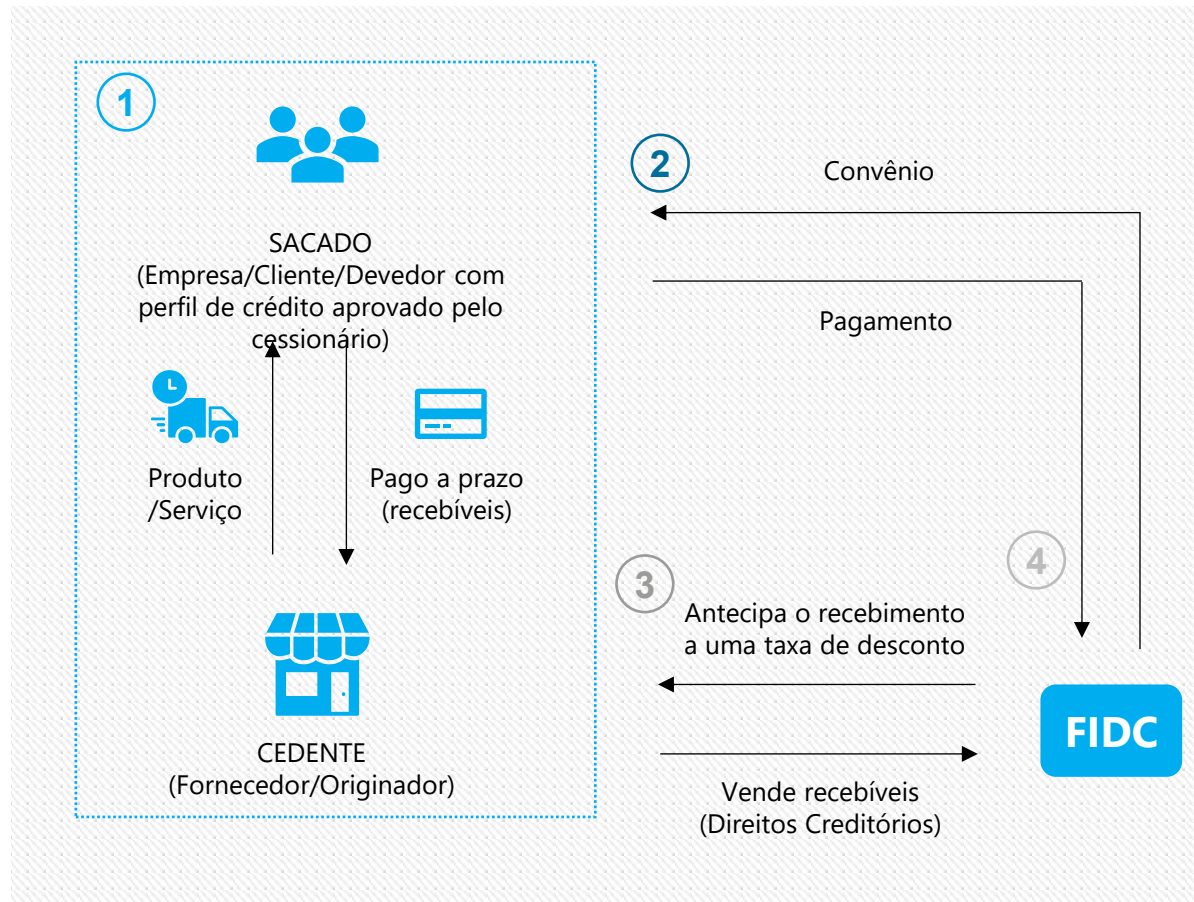 1
SACADO
(Empresa/Cliente/Devedor com
perfil de crédito aprovado pelo
cessionário)
Produto
/Serviço
Pago a prazo
(recebíveis)
CEDENTE
(Fornecedor/Originador)
2
Convênio
Pagamento
3
Antecipa o recebimento
a uma taxa de desconto
4
FIDC
Vende recebíveis
(Direitos Creditórios)